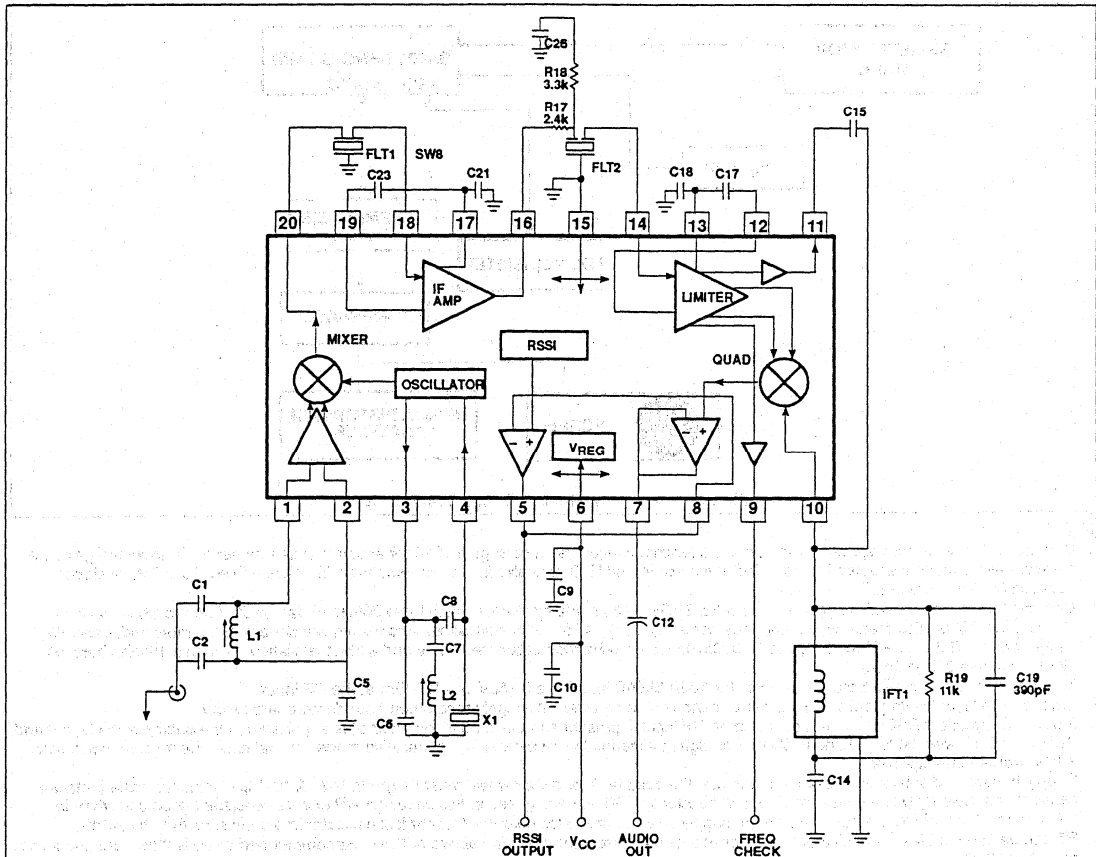 C26
R18
3.3k
R17
2.4k
C15
FLT1
SW8
FLT2
C23
C21
C18
C17
20
19
18
17
16
15
14
13
12
11
IF
AMP
LIMITER
MIXER
RSSI
QUAD
OSCILLATOR
− +
VREG
− +
1
2
3
4
5
6
7
8
9
10
C1
L1
C2
C5
C8
C7
L2
C6
X1
C9
C10
C12
IFT1
R19
11k
C19
390pF
C14
RSSI
OUTPUT
VCC
AUDIO
OUT
FREQ
CHECK